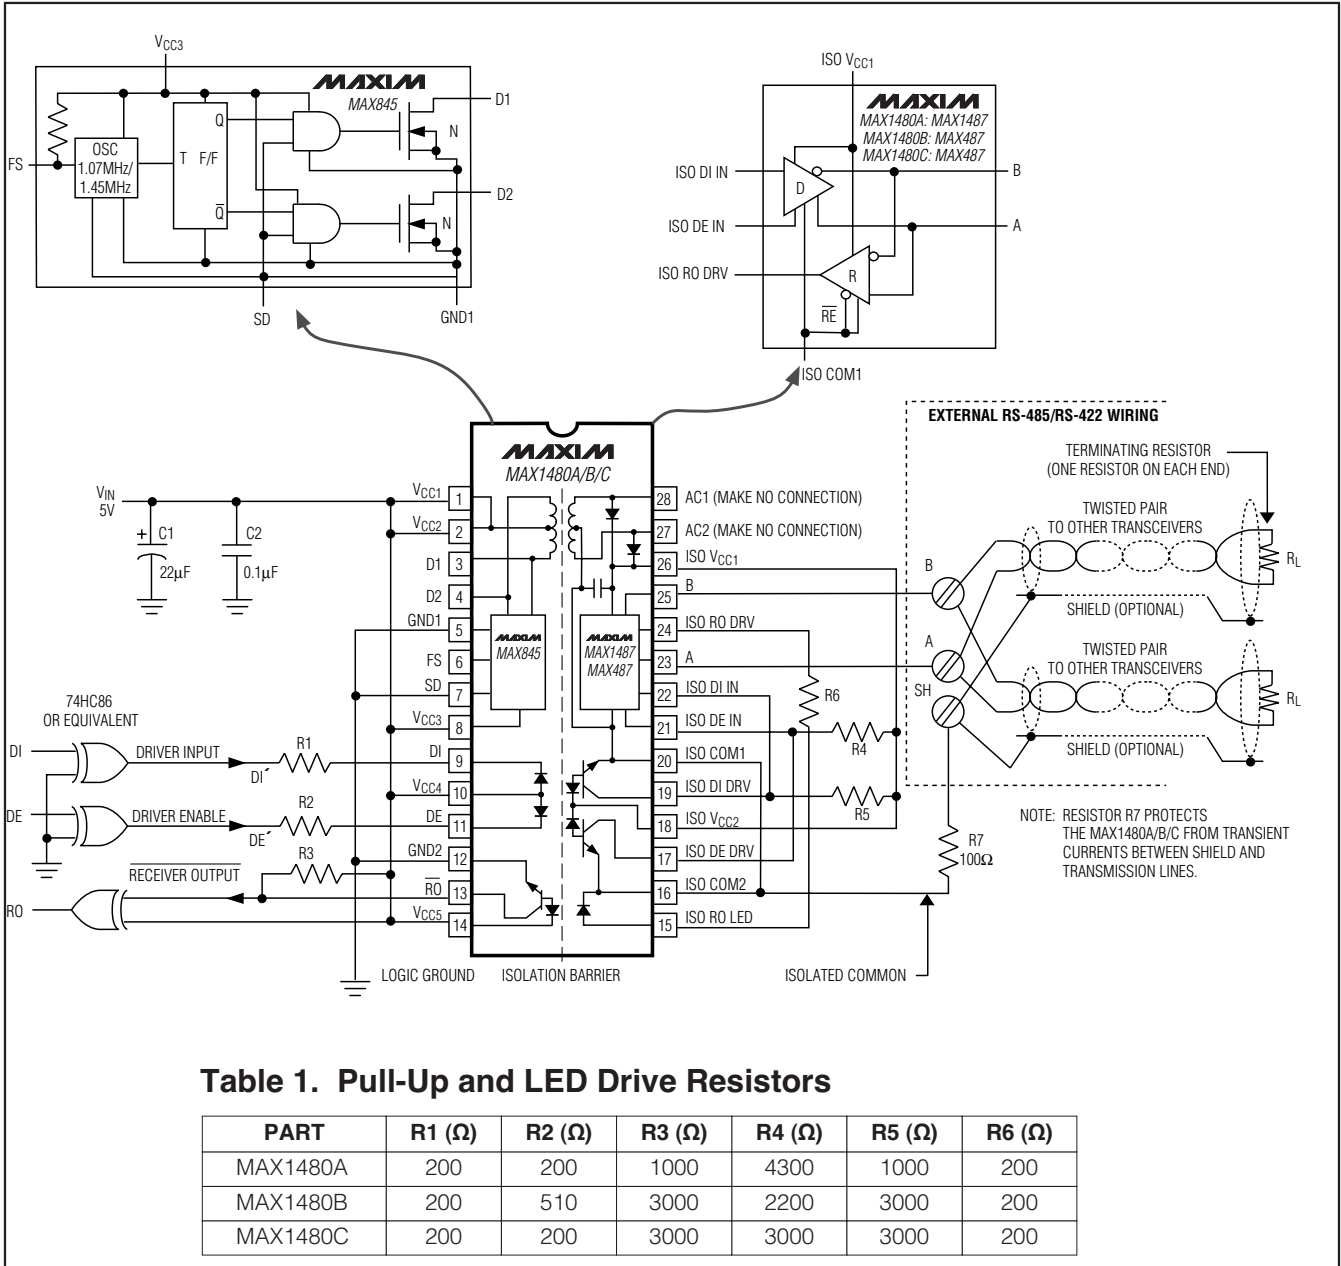 VCC3
MAXIM
MAX845
D1
Q
N
OSC
1.07MHz/
1.45MHz
T F/F
FS
D2
Q̅
N
SD
GND1
ISO VCC1
MAXIM
MAX1480A: MAX1487
MAX1480B: MAX487
MAX1480C: MAX487
ISO DI IN
D
B
ISO DE IN
A
ISO RO DRV
R
R̅E̅
ISO COM1
MAXIM
MAX1480A/B/C
VIN
5V
+ C1
22µF
C2
0.1µF
VCC1 1
VCC2 2
D1 3
D2 4
GND1 5
FS 6
SD 7
VCC3 8
DI 9
VCC4 10
DE 11
GND2 12
R̅O̅ 13
VCC5 14
MAXIM
MAX845
MAXIM
MAX1487
MAX487
28 AC1 (MAKE NO CONNECTION)
27 AC2 (MAKE NO CONNECTION)
26 ISO VCC1
25 B
24 ISO RO DRV
23 A
22 ISO DI IN
21 ISO DE IN
20 ISO COM1
19 ISO DI DRV
18 ISO VCC2
17 ISO DE DRV
16 ISO COM2
15 ISO RO LED
74HC86
OR EQUIVALENT
DI
DRIVER INPUT
DI´
R1
DE
DRIVER ENABLE
DE´
R2
R3
R̅E̅C̅E̅I̅V̅E̅R̅ O̅U̅T̅P̅U̅T̅
RO
LOGIC GROUND
ISOLATION BARRIER
R6
R4
R5
ISOLATED COMMON
EXTERNAL RS-485/RS-422 WIRING
TERMINATING RESISTOR
(ONE RESISTOR ON EACH END)
TWISTED PAIR
TO OTHER TRANSCEIVERS
B
RL
SHIELD (OPTIONAL)
A
TWISTED PAIR
TO OTHER TRANSCEIVERS
SH
RL
SHIELD (OPTIONAL)
R7
100Ω
NOTE: RESISTOR R7 PROTECTS
THE MAX1480A/B/C FROM TRANSIENT
CURRENTS BETWEEN SHIELD AND
TRANSMISSION LINES.
Table 1. Pull-Up and LED Drive Resistors
PART R1 (Ω) R2 (Ω) R3 (Ω) R4 (Ω) R5 (Ω) R6 (Ω)
MAX1480A 200 200 1000 4300 1000 200
MAX1480B 200 510 3000 2200 3000 200
MAX1480C 200 200 3000 3000 3000 200